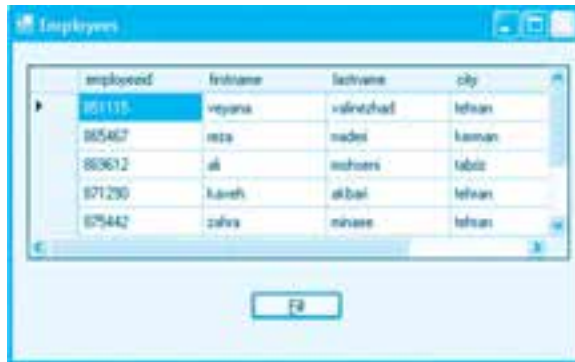 Employees
employeeid firstname lastname city
851115 veyana valinezhad tehran
865467 reza naderi kerman
869612 ali mohseni tabriz
871290 kaveh akbari tehran
875442 zahra minaee tehran
Fill